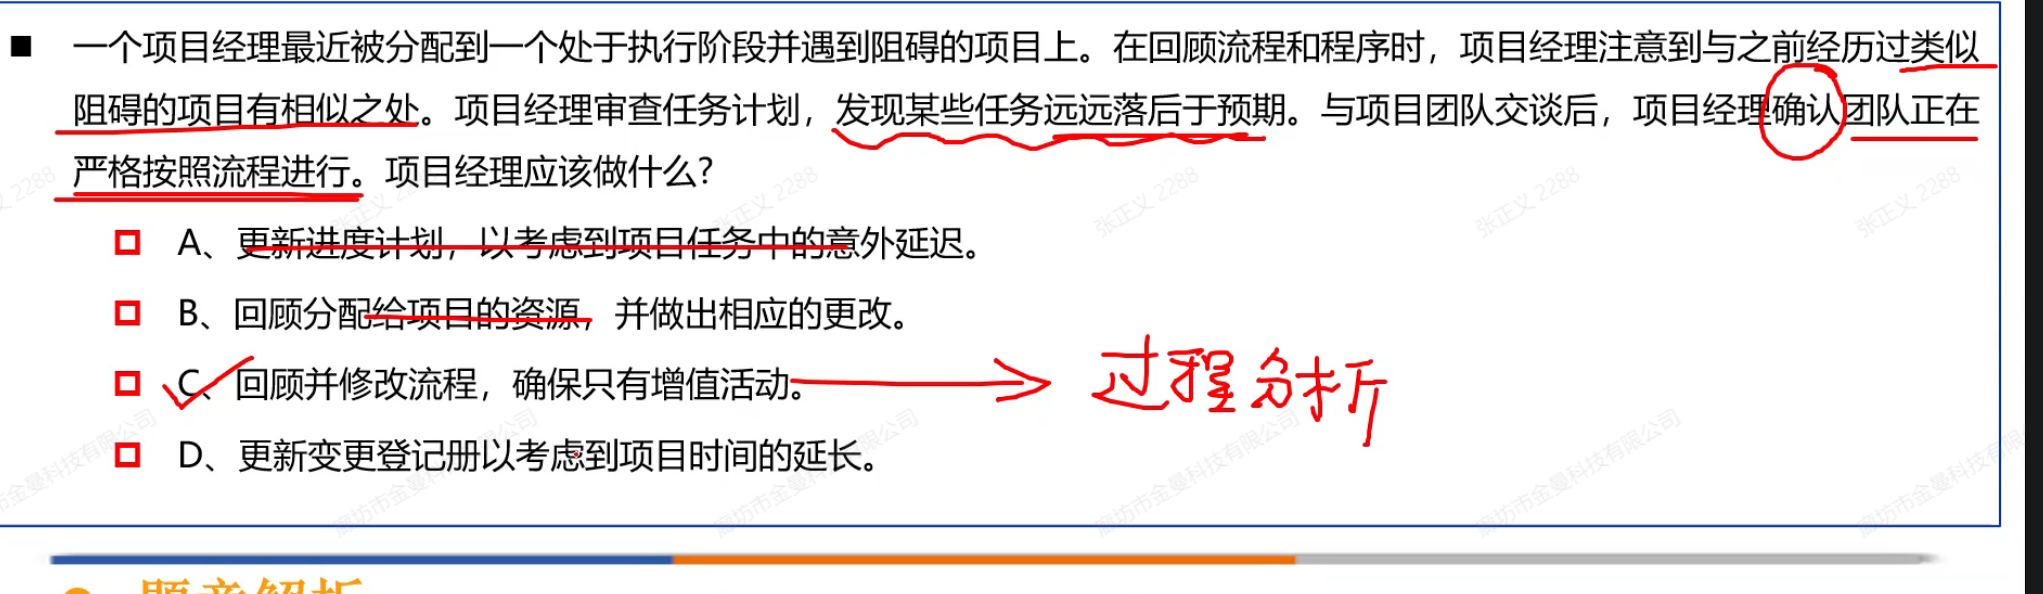 ■ 一个项目经理最近被分配到一个处于执行阶段并遇到阻碍的项目上。在回顾流程和程序时，项目经理注意到与之前经历过类似
阻碍的项目有相似之处。项目经理审查任务计划，发现某些任务远远落后于预期。与项目团队交谈后，项目经理确认团队正在
严格按照流程进行。项目经理应该做什么?
A、更新进度计划，以考虑到项目任务中的意外延迟。
B、回顾分配给项目的资源，并做出相应的更改。
C、回顾并修改流程，确保只有增值活动。
过程分析
D、更新变更登记册以考虑到项目时间的延长。
张正义 2288
张正义 2288
张正义 2288
张正义 2288
张正义 2288
廊坊市金曼科技有限公司
廊坊市金曼科技有限公司
廊坊市金曼科技有限公司
廊坊市金曼科技有限公司
题意解析